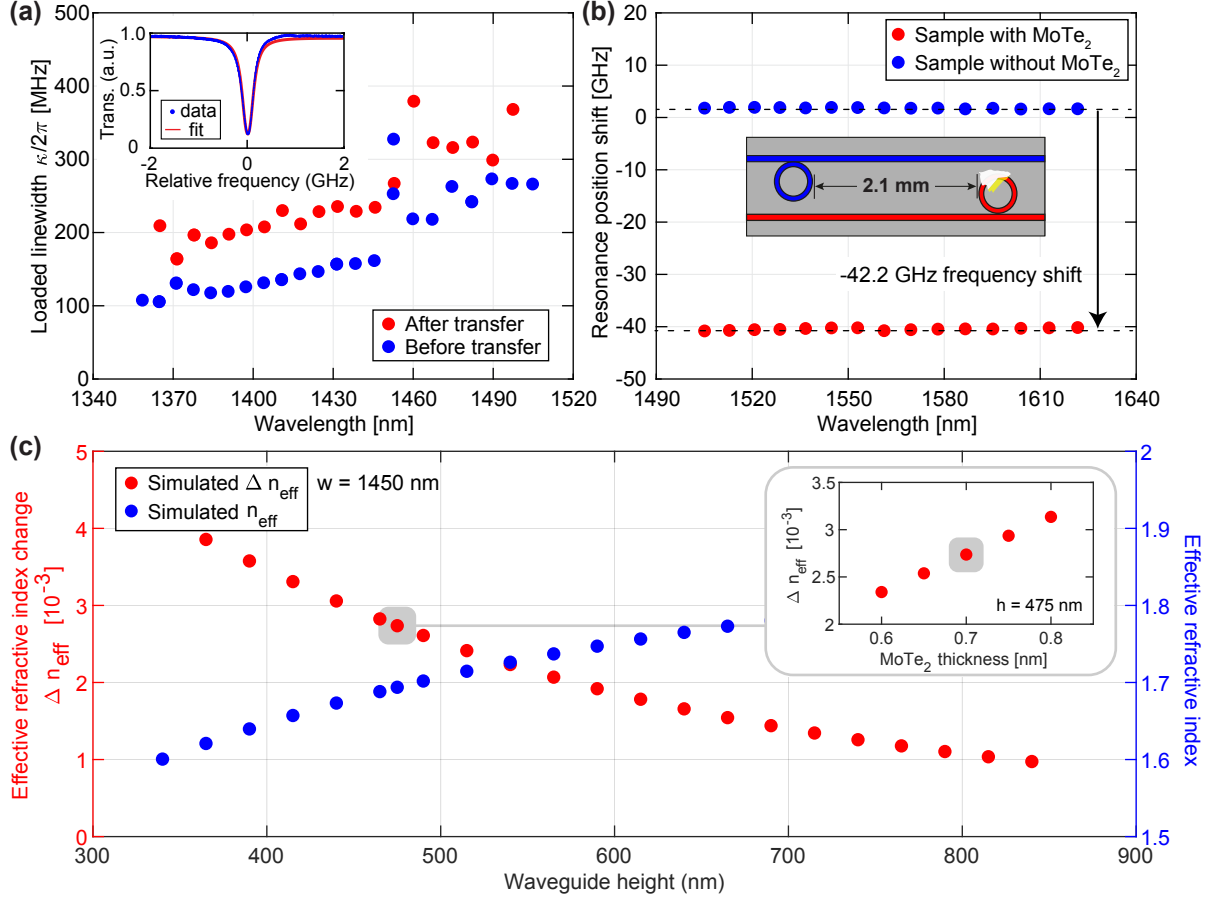 (a)
500
400
300
200
100
0
Loaded linewidth κ/2π [MHz]
1340
1370
1400
1430
1460
1490
1520
Wavelength [nm]
1.0
0.5
0
Trans. (a.u.)
data
fit
-2
0
2
Relative frequency (GHz)
After transfer
Before transfer
(b)
20
10
0
-10
-20
-30
-40
-50
Resonance position shift [GHz]
1490
1520
1550
1580
1610
1640
Wavelength [nm]
Sample with MoTe2
Sample without MoTe2
2.1 mm
-42.2 GHz frequency shift
(c)
5
4
3
2
1
0
Effective refractive index change
Δ neff [10-3]
Simulated Δ neff
Simulated neff
w = 1450 nm
300
400
500
600
700
800
900
Waveguide height (nm)
2
1.9
1.8
1.7
1.6
1.5
Effective refractive index
3.5
3
2.5
2
Δ neff [10-3]
0.6
0.7
0.8
MoTe2 thickness [nm]
h = 475 nm